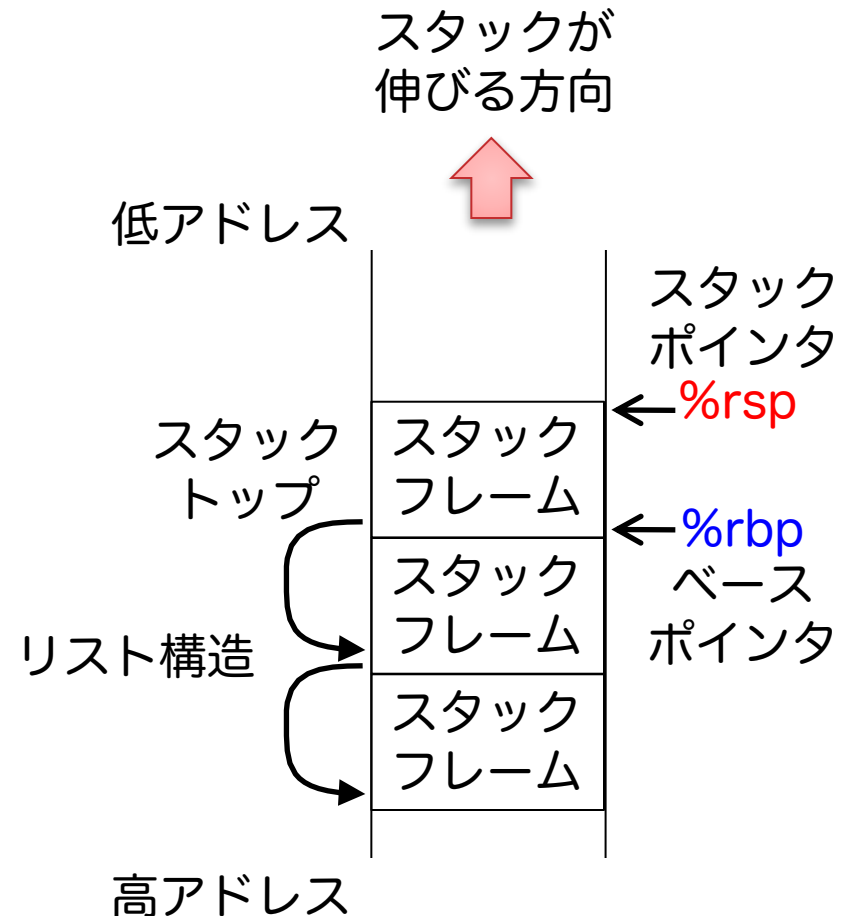 スタックが
伸びる方向
低アドレス
スタック
ポインタ
%rsp
スタック
トップ
スタック
フレーム
%rbp
ベース
ポインタ
スタック
フレーム
リスト構造
スタック
フレーム
高アドレス